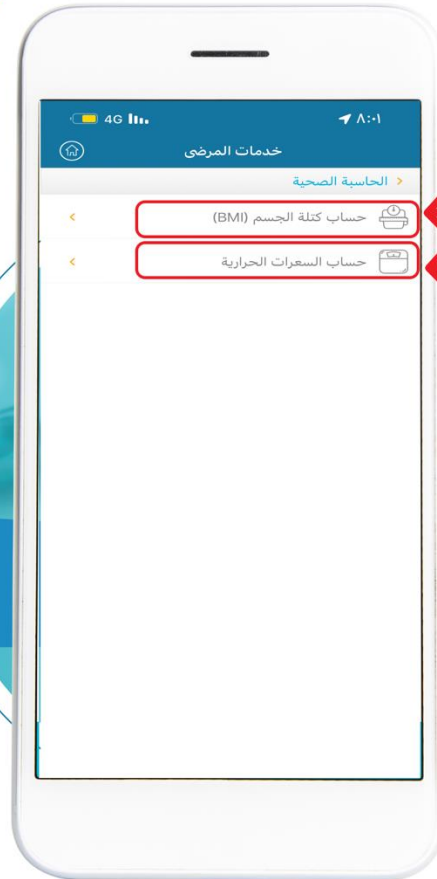 4G ٨:٠١
خدمات المرضى
الحاسبة الصحية
حساب كتلة الجسم (BMI)
حساب السعرات الحرارية